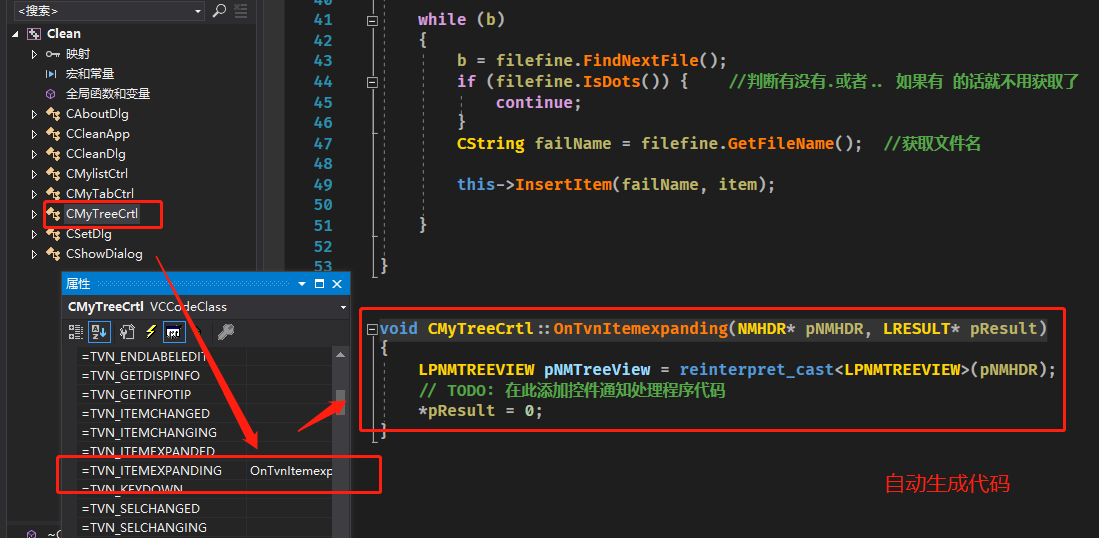 <搜索>
Clean
映射
宏和常量
全局函数和变量
CAboutDlg
CCleanApp
CCleanDlg
CMylistCtrl
CMyTabCtrl
CMyTreeCrtl
CSetDlg
CShowDialog
属性
CMyTreeCrtl VCCodeClass
=TVN_ENDLABELEDIT
=TVN_GETDISPINFO
=TVN_GETINFOTIP
=TVN_ITEMCHANGED
=TVN_ITEMCHANGING
=TVN_ITEMEXPANDED
=TVN_ITEMEXPANDING OnTvnItemexp
=TVN_KEYDOWN
=TVN_SELCHANGED
=TVN_SELCHANGING
40
41 while (b)
42 {
43 b = filefine.FindNextFile();
44 if (filefine.IsDots()) { //判断有没有.或者.. 如果有 的话就不用获取了
45 continue;
46 }
47 CString failName = filefine.GetFileName(); //获取文件名
48
49 this->InsertItem(failName, item);
50
51 }
52
53 }
void CMyTreeCrtl::OnTvnItemexpanding(NMHDR* pNMHDR, LRESULT* pResult)
{
LPNMTREEVIEW pNMTreeView = reinterpret_cast<LPNMTREEVIEW>(pNMHDR);
// TODO: 在此添加控件通知处理程序代码
*pResult = 0;
}
自动生成代码